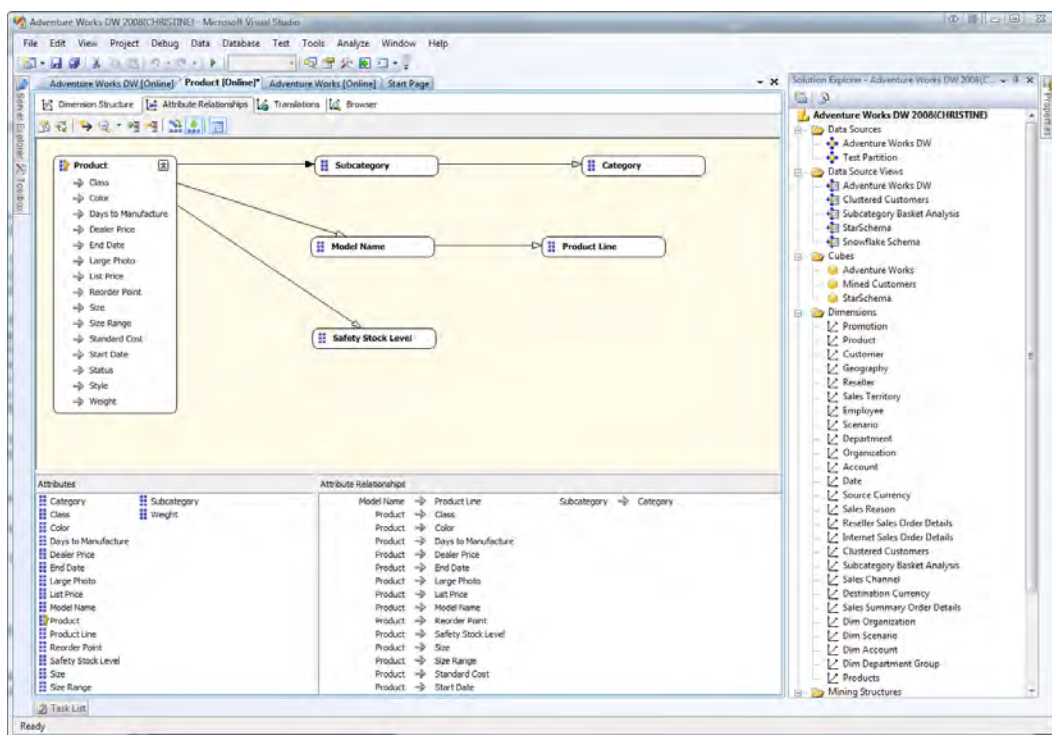 Adventure Works DW 2008(CHRISTINE) - Microsoft Visual Studio
File Edit View Project Debug Data Database Test Tools Analyze Window Help
Adventure Works DW [Online] Product [Online]* Adventure Works [Online] Start Page
Dimension Structure Attribute Relationships Translations Browser
Server Explorer Toolbox
Product
Class
Color
Days to Manufacture
Dealer Price
End Date
Large Photo
List Price
Reorder Point
Size
Size Range
Standard Cost
Start Date
Status
Style
Weight
Subcategory
Category
Model Name
Product Line
Safety Stock Level
Attributes
Category Subcategory
Class Weight
Color
Days to Manufacture
Dealer Price
End Date
Large Photo
List Price
Model Name
Product
Product Line
Reorder Point
Safety Stock Level
Size
Size Range
Attribute Relationships
Model Name Product Line Subcategory Category
Product Class
Product Color
Product Days to Manufacture
Product Dealer Price
Product End Date
Product Large Photo
Product List Price
Product Model Name
Product Reorder Point
Product Safety Stock Level
Product Size
Product Size Range
Product Standard Cost
Product Start Date
Solution Explorer - Adventure Works DW 2008(C...
Adventure Works DW 2008(CHRISTINE)
Data Sources
Adventure Works DW
Test Partition
Data Source Views
Adventure Works DW
Clustered Customers
Subcategory Basket Analysis
StarSchema
Snowflake Schema
Cubes
Adventure Works
Mined Customers
StarSchema
Dimensions
Promotion
Product
Customer
Geography
Reseller
Sales Territory
Employee
Scenario
Department
Organization
Account
Date
Source Currency
Sales Reason
Reseller Sales Order Details
Internet Sales Order Details
Clustered Customers
Subcategory Basket Analysis
Sales Channel
Destination Currency
Sales Summary Order Details
Dim Organization
Dim Scenario
Dim Account
Dim Department Group
Products
Mining Structures
Properties
Task List
Ready